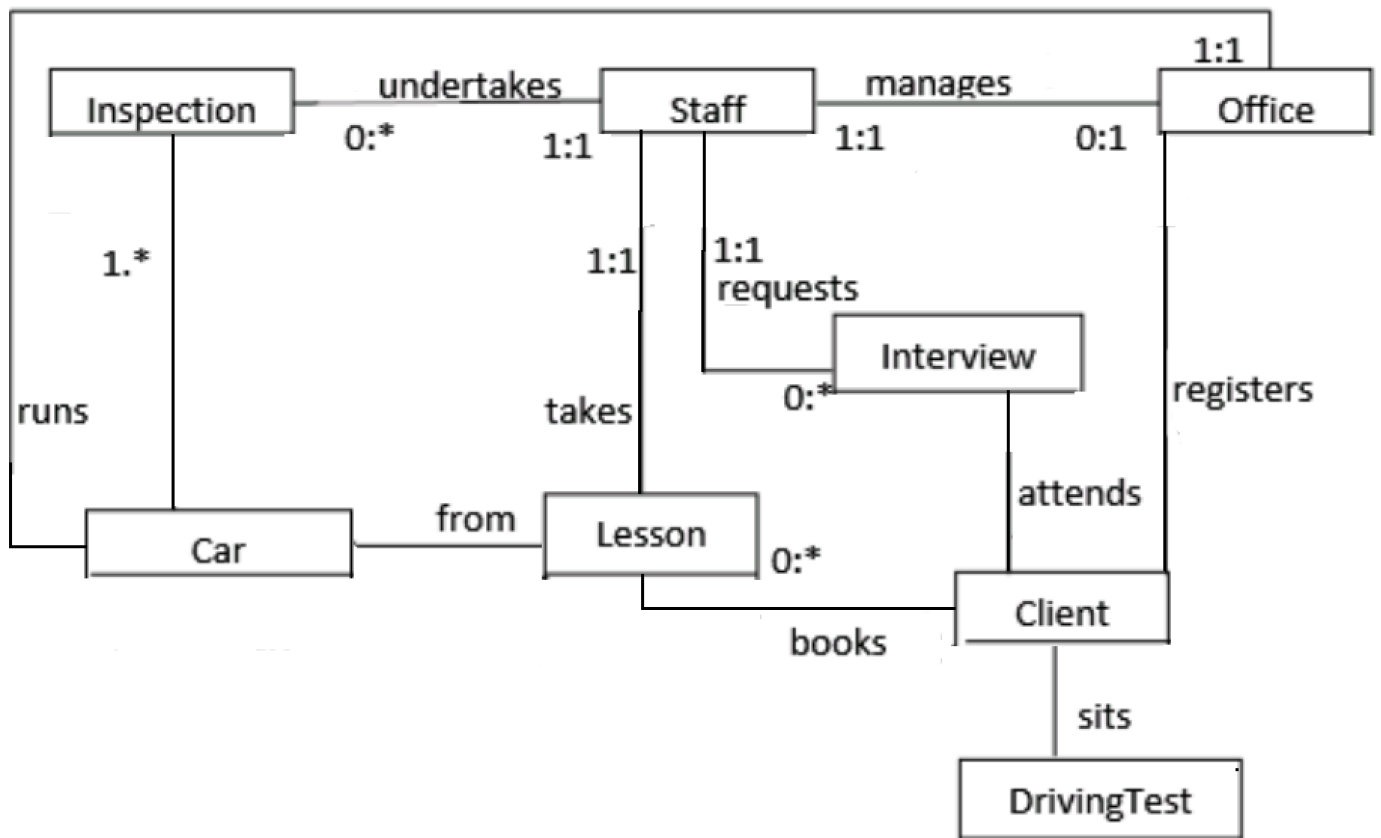 1:1
undertakes
manages
Inspection
Staff
Office
0:*
1:1
1:1
0:1
1.*
1:1
1:1
requests
Interview
runs
takes
0:*
registers
attends
from
Lesson
Car
0:*
Client
books
sits
DrivingTest